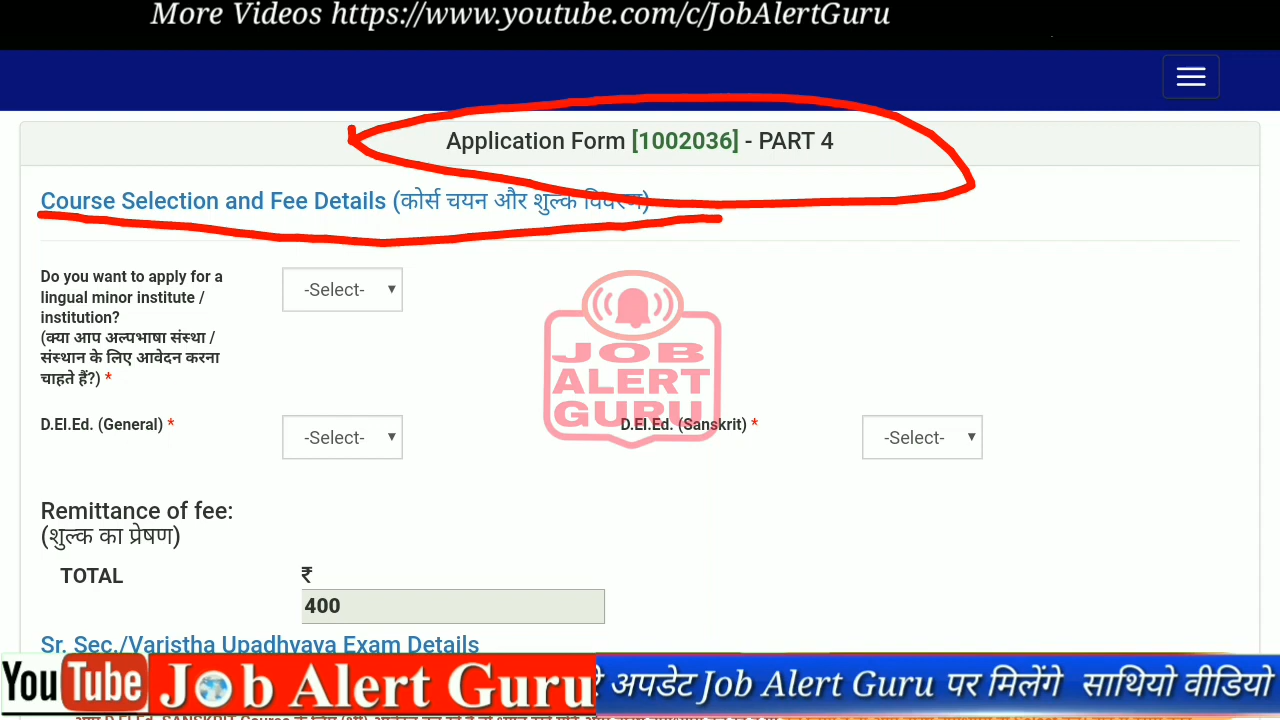 More Videos https://www.youtube.com/c/JobAlertGuru
Application Form [1002036] - PART 4
Course Selection and Fee Details (कोर्स चयन और शुल्क विवरण)
Do you want to apply for a
lingual minor institute /
institution?
(क्या आप अल्पभाषा संस्था /
संस्थान के लिए आवेदन करना
चाहते हैं?) *
-Select-
JOB
ALERT
GURU
D.El.Ed. (General) *
-Select-
D.El.Ed. (Sanskrit) *
-Select-
Remittance of fee:
(शुल्क का प्रेषण)
TOTAL
₹
400
Sr. Sec./Varistha Upadhyaya Exam Details
YouTube Job Alert Guru
अपडेट Job Alert Guru पर मिलेंगे साथियो वीडियो